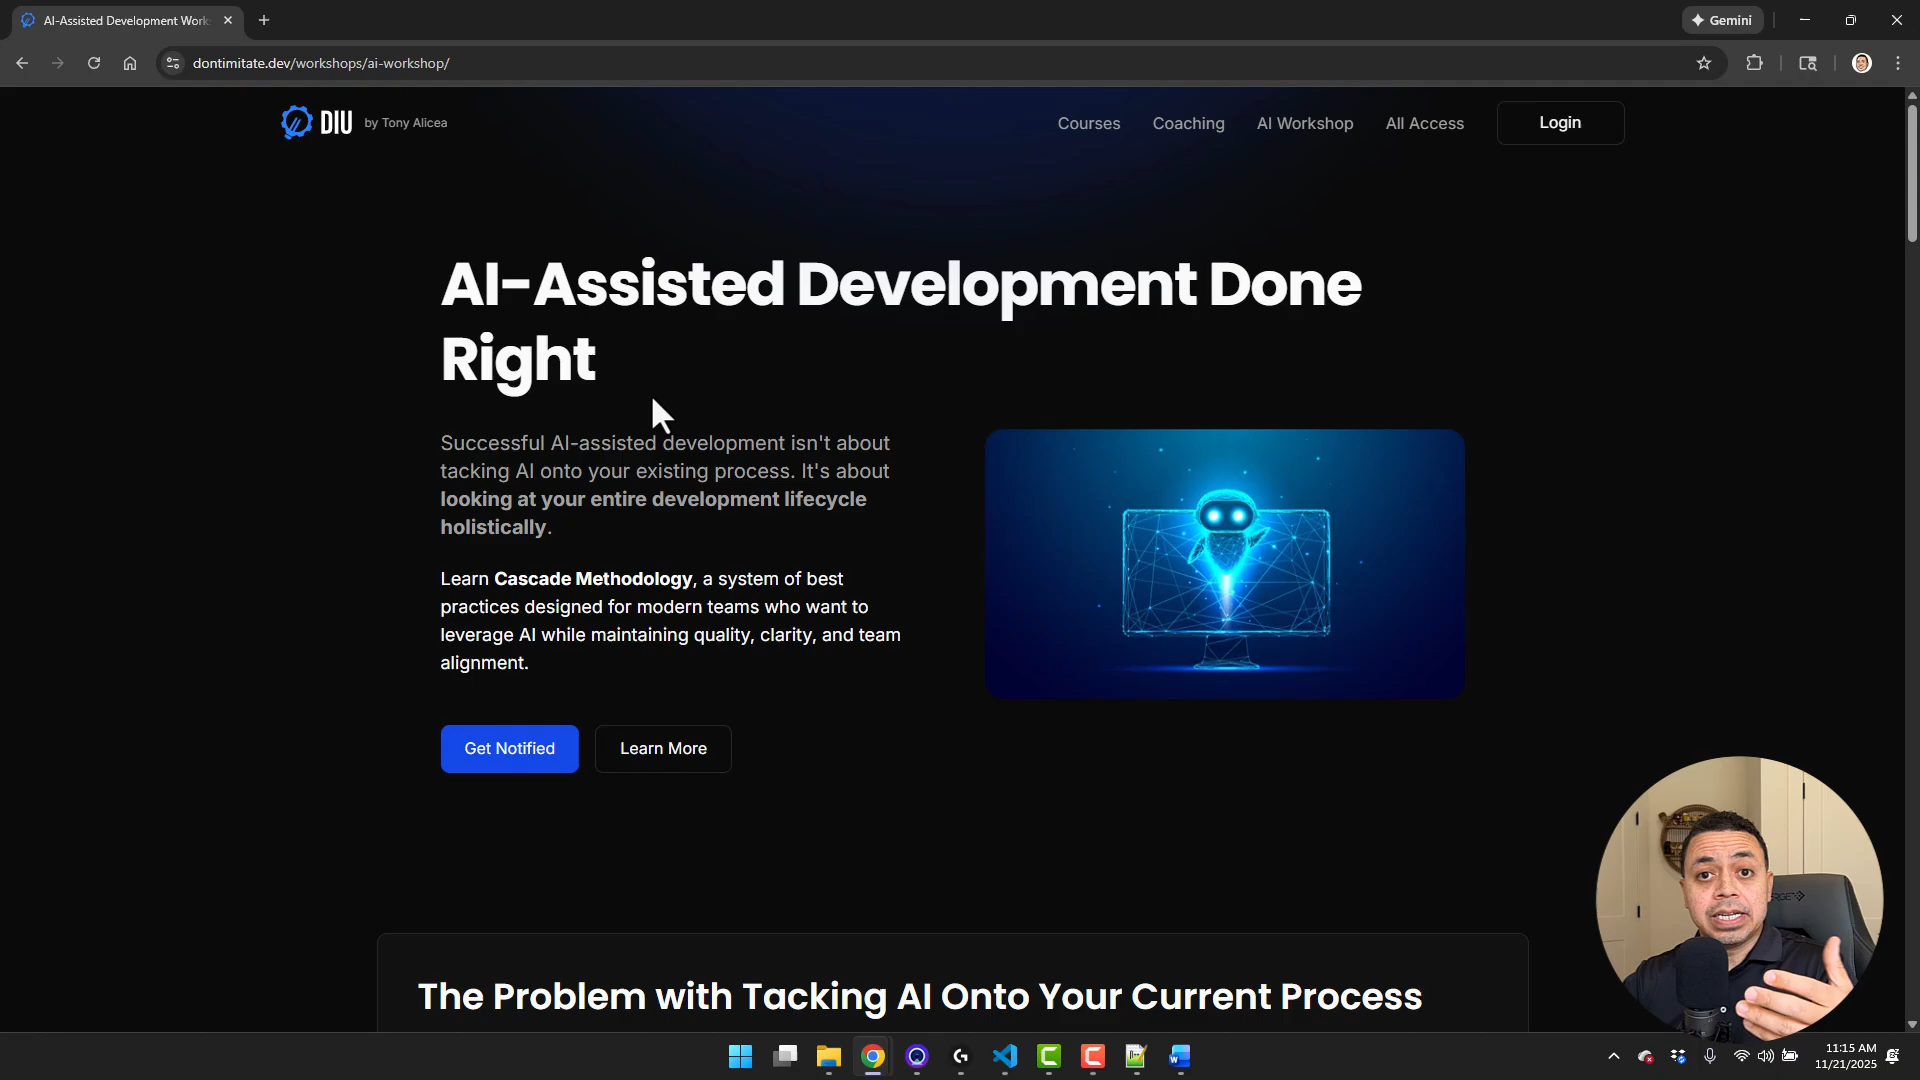 AI-Assisted Development Work
Gemini
dontimitate.dev/workshops/ai-workshop/
DIU by Tony Alicea
Courses
Coaching
AI Workshop
All Access
Login
AI-Assisted Development Done
Right
Successful AI-assisted development isn't about
tacking AI onto your existing process. It's about
looking at your entire development lifecycle
holistically.
Learn Cascade Methodology, a system of best
practices designed for modern teams who want to
leverage AI while maintaining quality, clarity, and team
alignment.
Get Notified
Learn More
The Problem with Tacking AI Onto Your Current Process
11:15 AM
11/21/2025